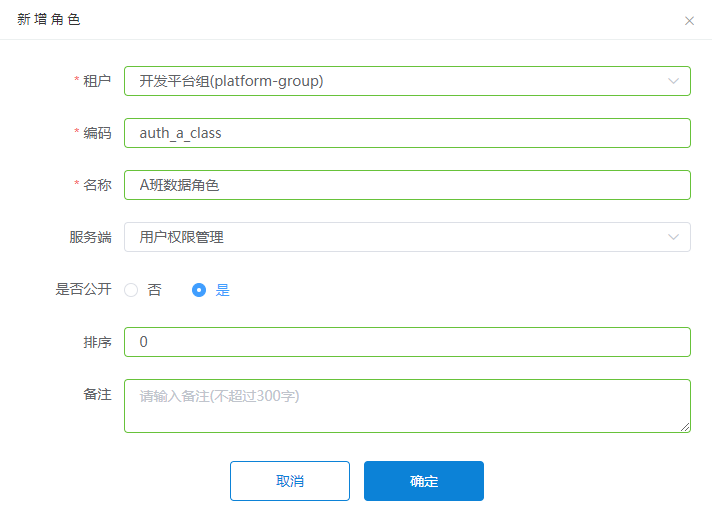 新增角色
* 租户 开发平台组(platform-group)
* 编码 auth_a_class
* 名称 A班数据角色
服务端 用户权限管理
是否公开 否 是
排序 0
备注 请输入备注(不超过300字)
取消 确定